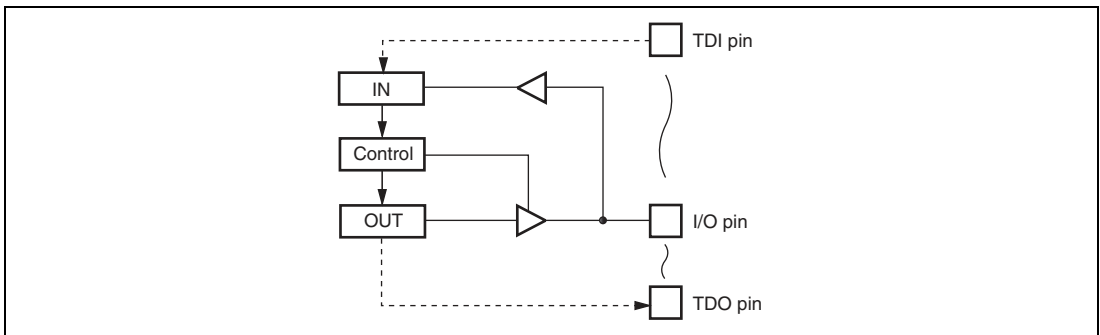 TDI pin
IN
Control
OUT
I/O pin
TDO pin